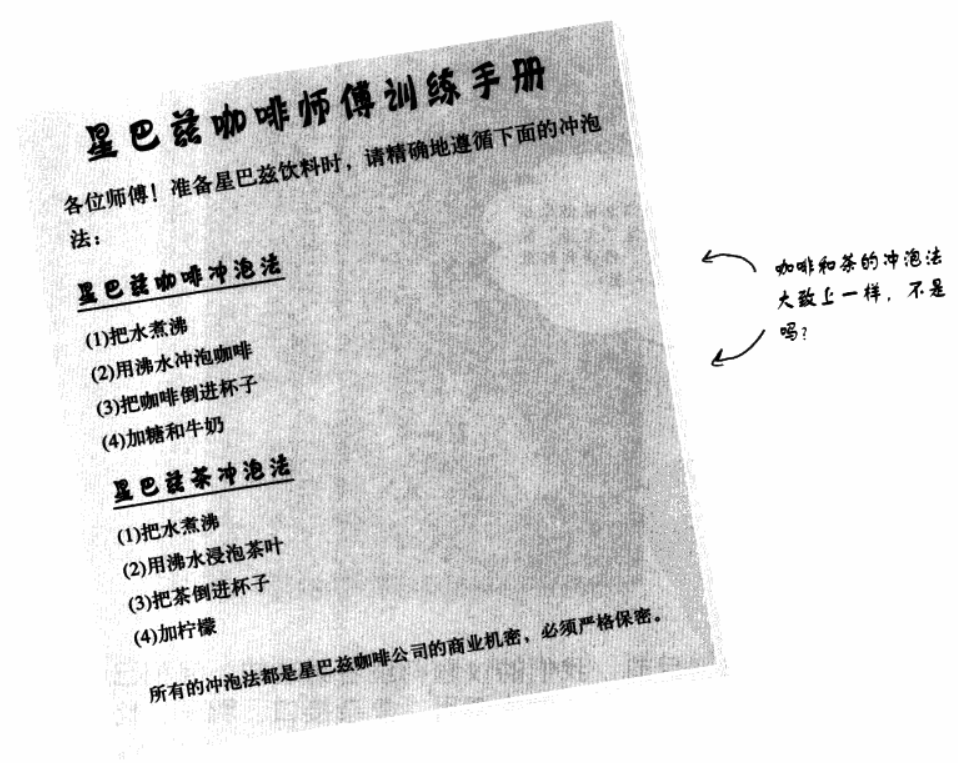 星巴兹咖啡师傅训练手册
各位师傅！准备星巴兹饮料时，请精确地遵循下面的冲泡
法：
星巴兹咖啡冲泡法
(1)把水煮沸
(2)用沸水冲泡咖啡
(3)把咖啡倒进杯子
(4)加糖和牛奶
星巴兹茶冲泡法
(1)把水煮沸
(2)用沸水浸泡茶叶
(3)把茶倒进杯子
(4)加柠檬
所有的冲泡法都是星巴兹咖啡公司的商业机密，必须严格保密。
咖啡和茶的冲泡法
大致上一样，不是
吗？